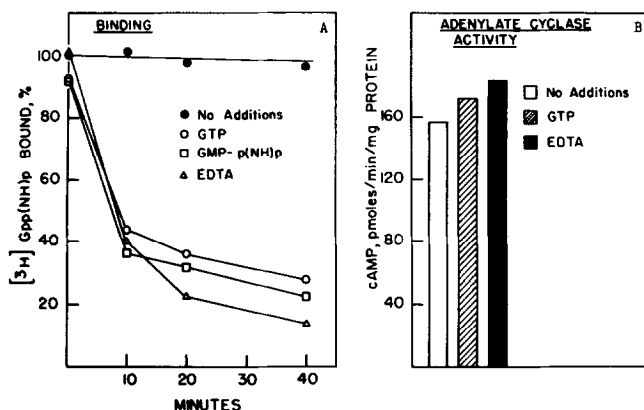 BINDING
A
100
80
60
40
20
[3H] Gpp(NH)p BOUND, %
No Additions
GTP
GMP-p(NH)p
EDTA
10 20 30 40
MINUTES
ADENYLATE CYCLASE
ACTIVITY
B
160
120
80
40
cAMP, pmoles/min/mg PROTEIN
No Additions
GTP
EDTA